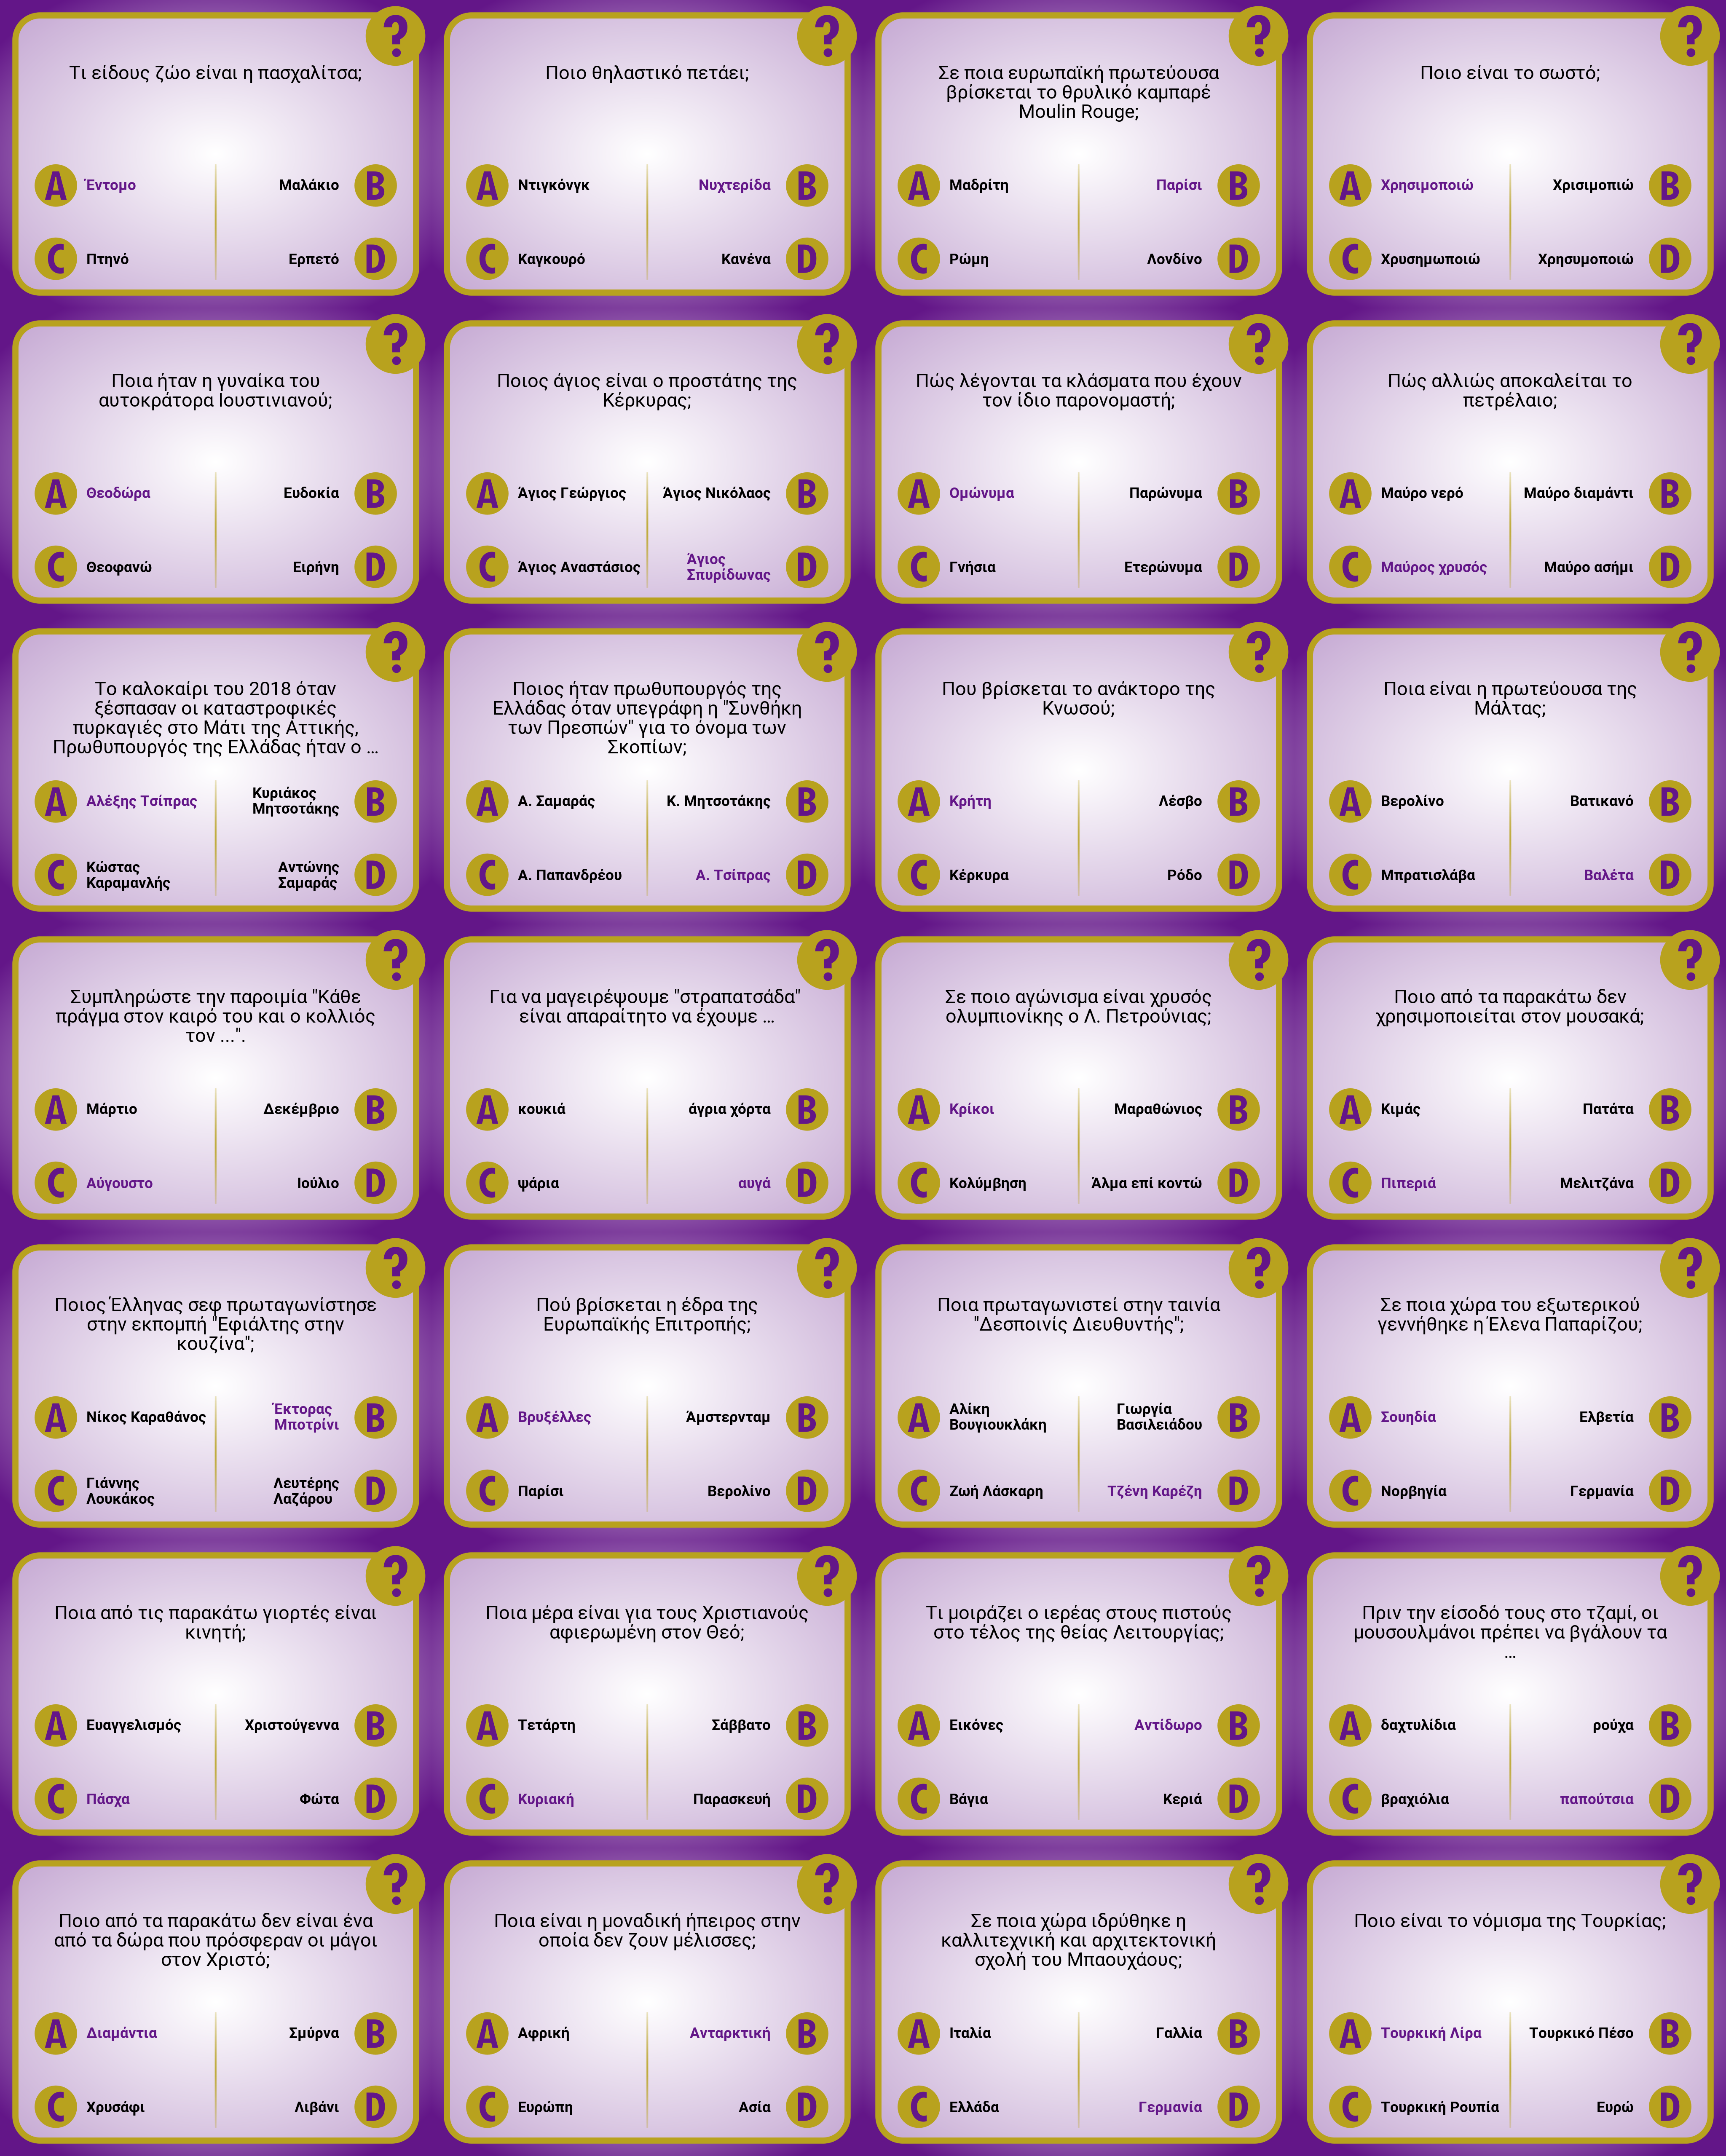 ?
Τι είδους ζώο είναι η πασχαλίτσα;
A Έντομο
Μαλάκιο B
C Πτηνό
Ερπετό D
?
Ποιο θηλαστικό πετάει;
A Ντιγκόνγκ
Νυχτερίδα B
C Καγκουρό
Κανένα D
?
Σε ποια ευρωπαϊκή πρωτεύουσα
βρίσκεται το θρυλικό καμπαρέ
Moulin Rouge;
A Μαδρίτη
Παρίσι B
C Ρώμη
Λονδίνο D
?
Ποιο είναι το σωστό;
A Χρησιμοποιώ
Χρισιμοπιώ B
C Χρυσημωποιώ
Χρησυμοποιώ D
?
Ποια ήταν η γυναίκα του
αυτοκράτορα Ιουστινιανού;
A Θεοδώρα
Ευδοκία B
C Θεοφανώ
Ειρήνη D
?
Ποιος άγιος είναι ο προστάτης της
Κέρκυρας;
A Άγιος Γεώργιος
Άγιος Νικόλαος B
C Άγιος Αναστάσιος
Άγιος
Σπυρίδωνας D
?
Πώς λέγονται τα κλάσματα που έχουν
τον ίδιο παρονομαστή;
A Ομώνυμα
Παρώνυμα B
C Γνήσια
Ετερώνυμα D
?
Πώς αλλιώς αποκαλείται το
πετρέλαιο;
A Μαύρο νερό
Μαύρο διαμάντι B
C Μαύρος χρυσός
Μαύρο ασήμι D
?
Το καλοκαίρι του 2018 όταν
ξέσπασαν οι καταστροφικές
πυρκαγιές στο Μάτι της Αττικής,
Πρωθυπουργός της Ελλάδας ήταν ο ...
A Αλέξης Τσίπρας
Κυριάκος
Μητσοτάκης B
C Κώστας
Καραμανλής
Αντώνης
Σαμαράς D
?
Ποιος ήταν πρωθυπουργός της
Ελλάδας όταν υπεγράφη η "Συνθήκη
των Πρεσπών" για το όνομα των
Σκοπίων;
A Α. Σαμαράς
Κ. Μητσοτάκης B
C Α. Παπανδρέου
Α. Τσίπρας D
?
Που βρίσκεται το ανάκτορο της
Κνωσού;
A Κρήτη
Λέσβο B
C Κέρκυρα
Ρόδο D
?
Ποια είναι η πρωτεύουσα της
Μάλτας;
A Βερολίνο
Βατικανό B
C Μπρατισλάβα
Βαλέτα D
?
Συμπληρώστε την παροιμία "Κάθε
πράγμα στον καιρό του και ο κολλιός
τον ...".
A Μάρτιο
Δεκέμβριο B
C Αύγουστο
Ιούλιο D
?
Για να μαγειρέψουμε "στραπατσάδα"
είναι απαραίτητο να έχουμε ...
A κουκιά
άγρια χόρτα B
C ψάρια
αυγά D
?
Σε ποιο αγώνισμα είναι χρυσός
ολυμπιονίκης ο Λ. Πετρούνιας;
A Κρίκοι
Μαραθώνιος B
C Κολύμβηση
Άλμα επί κοντώ D
?
Ποιο από τα παρακάτω δεν
χρησιμοποιείται στον μουσακά;
A Κιμάς
Πατάτα B
C Πιπεριά
Μελιτζάνα D
?
Ποιος Έλληνας σεφ πρωταγωνίστησε
στην εκπομπή "Εφιάλτης στην
κουζίνα";
A Νίκος Καραθάνος
Έκτορας
Μποτρίνι B
C Γιάννης
Λουκάκος
Λευτέρης
Λαζάρου D
?
Πού βρίσκεται η έδρα της
Ευρωπαϊκής Επιτροπής;
A Βρυξέλλες
Άμστερνταμ B
C Παρίσι
Βερολίνο D
?
Ποια πρωταγωνιστεί στην ταινία
"Δεσποινίς Διευθυντής";
A Αλίκη
Βουγιουκλάκη
Γιωργία
Βασιλειάδου B
C Ζωή Λάσκαρη
Τζένη Καρέζη D
?
Σε ποια χώρα του εξωτερικού
γεννήθηκε η Έλενα Παπαρίζου;
A Σουηδία
Ελβετία B
C Νορβηγία
Γερμανία D
?
Ποια από τις παρακάτω γιορτές είναι
κινητή;
A Ευαγγελισμός
Χριστούγεννα B
C Πάσχα
Φώτα D
?
Ποια μέρα είναι για τους Χριστιανούς
αφιερωμένη στον Θεό;
A Τετάρτη
Σάββατο B
C Κυριακή
Παρασκευή D
?
Τι μοιράζει ο ιερέας στους πιστούς
στο τέλος της θείας Λειτουργίας;
A Εικόνες
Αντίδωρο B
C Βάγια
Κεριά D
?
Πριν την είσοδό τους στο τζαμί, οι
μουσουλμάνοι πρέπει να βγάλουν τα
...
A δαχτυλίδια
ρούχα B
C βραχιόλια
παπούτσια D
?
Ποιο από τα παρακάτω δεν είναι ένα
από τα δώρα που πρόσφεραν οι μάγοι
στον Χριστό;
A Διαμάντια
Σμύρνα B
C Χρυσάφι
Λιβάνι D
?
Ποια είναι η μοναδική ήπειρος στην
οποία δεν ζουν μέλισσες;
A Αφρική
Ανταρκτική B
C Ευρώπη
Ασία D
?
Σε ποια χώρα ιδρύθηκε η
καλλιτεχνική και αρχιτεκτονική
σχολή του Μπαουχάους;
A Ιταλία
Γαλλία B
C Ελλάδα
Γερμανία D
?
Ποιο είναι το νόμισμα της Τουρκίας;
A Τουρκική Λίρα
Τουρκικό Πέσο B
C Τουρκική Ρουπία
Ευρώ D